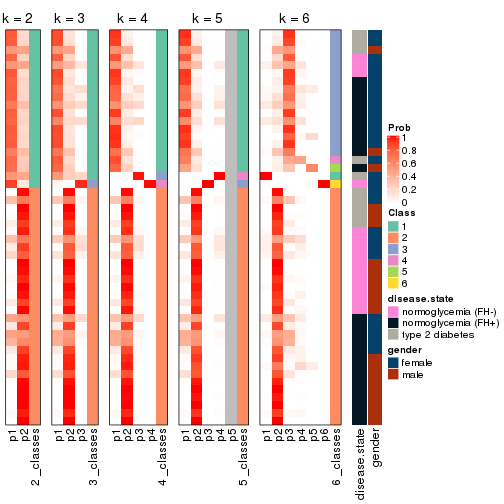 k = 2
k = 3
k = 4
k = 5
k = 6
Prob
1
0.8
0.6
0.4
0.2
0
Class
1
2
3
4
5
6
disease.state
normoglycemia (FH-)
normoglycemia (FH+)
type 2 diabetes
gender
female
male
p1
p2
2_classes
p1
p2
p3
3_classes
p1
p2
p3
p4
4_classes
p1
p2
p3
p4
p5
5_classes
p1
p2
p3
p4
p5
p6
6_classes
disease.state
gender